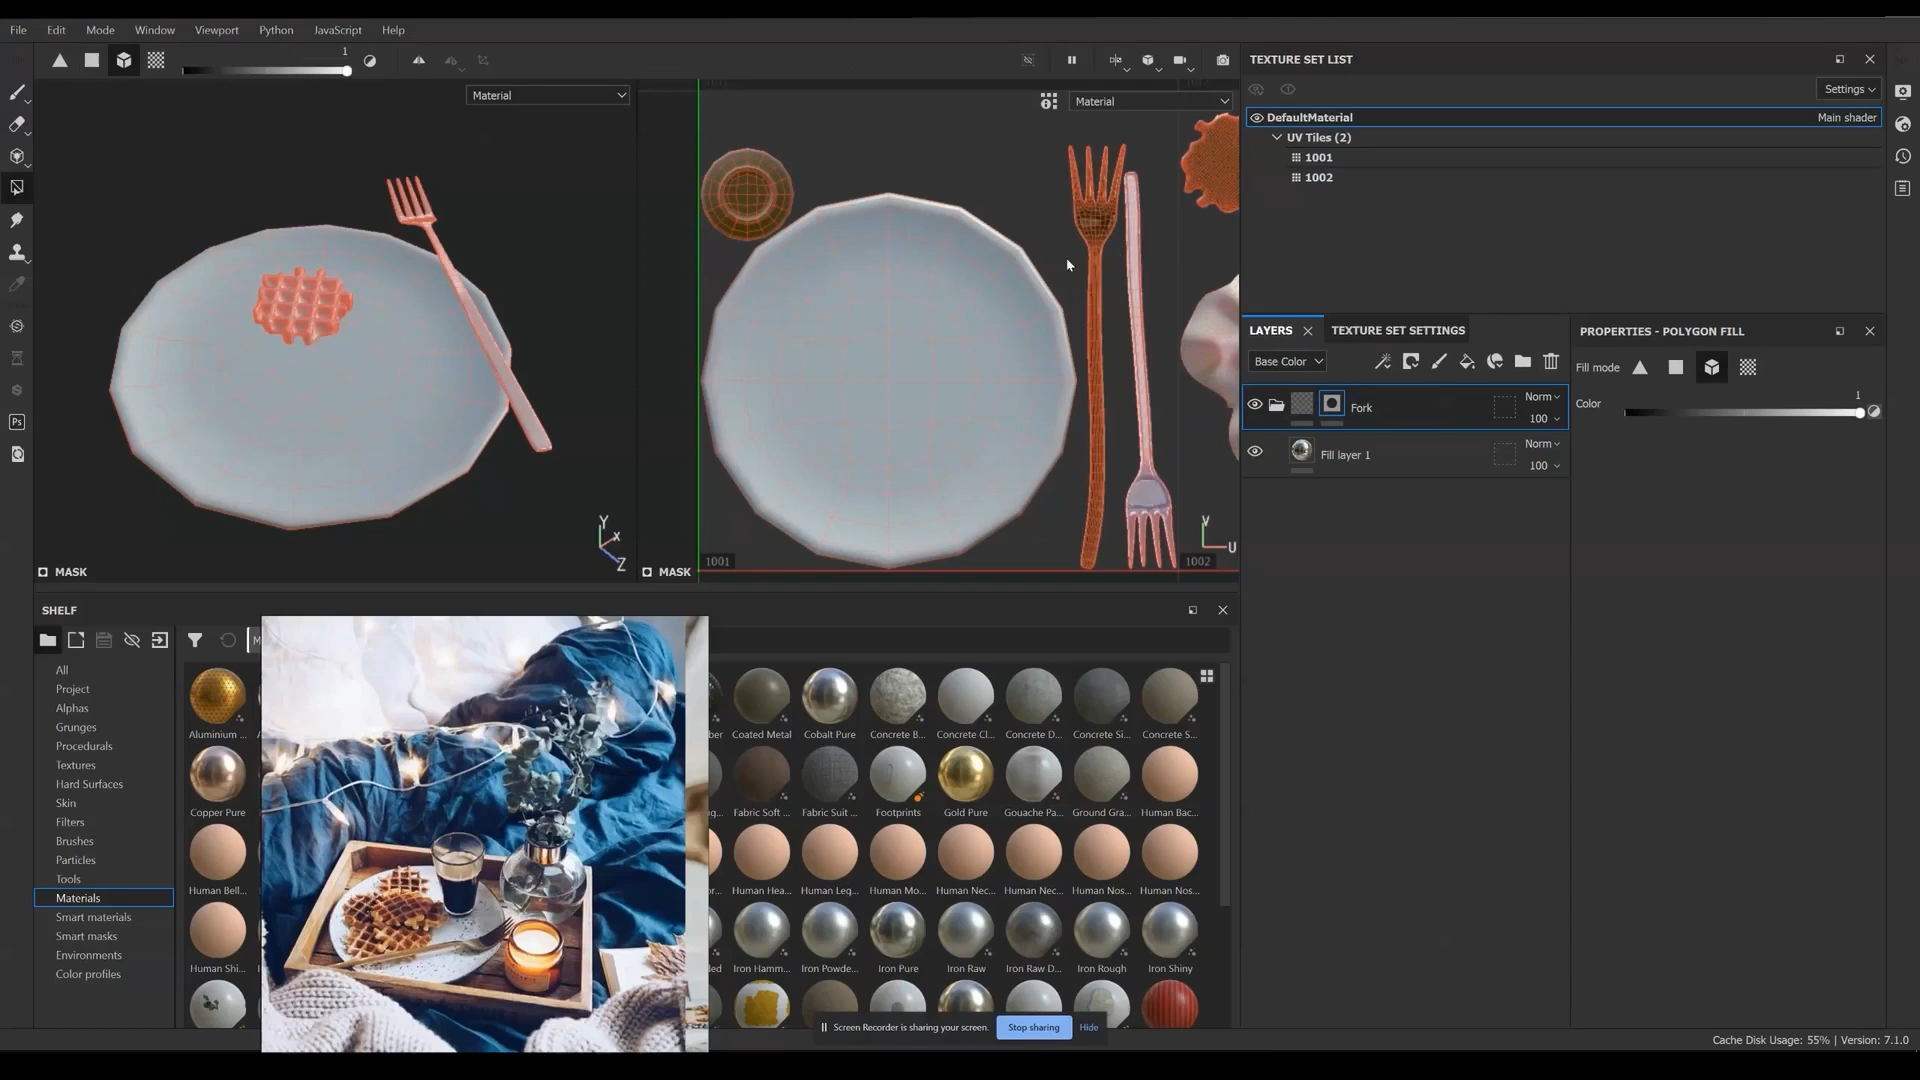 File Edit Mode Window Viewport Python JavaScript Help
1
Material
Material
Y
X
Z
MASK
1001
1002
V
U
MASK
TEXTURE SET LIST
Settings
DefaultMaterial Main shader
UV Tiles (2)
1001
1002
LAYERS TEXTURE SET SETTINGS
Base Color
Fork Norm
100
Fill layer 1 Norm
100
PROPERTIES - POLYGON FILL
Fill mode
Color 1
Ps
SHELF
M
All
Project
Alphas
Grunges
Procedurals
Textures
Hard Surfaces
Skin
Filters
Brushes
Particles
Tools
Materials
Smart materials
Smart masks
Environments
Color profiles
Aluminium ... ber Coated Metal Cobalt Pure Concrete B... Concrete Cl... Concrete D... Concrete Si... Concrete S...
Copper Pure g... Fabric Soft ... Fabric Suit ... Footprints Gold Pure Gouache Pa... Ground Gra... Human Bac...
Human Bell... or... Human Hea... Human Leg... Human Mo... Human Nec... Human Nec... Human Nos... Human Nos...
Human Shi... led Iron Hamm... Iron Powde... Iron Pure Iron Raw Iron Raw D... Iron Rough Iron Shiny
Screen Recorder is sharing your screen. Stop sharing Hide
Cache Disk Usage: 55% | Version: 7.1.0